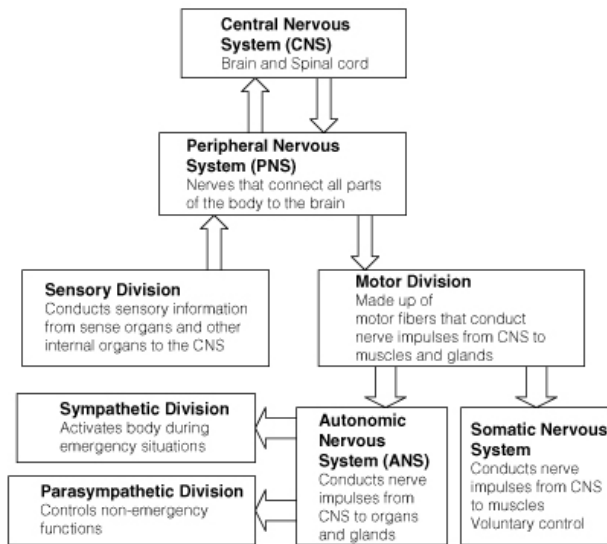 Central Nervous
System (CNS)
Brain and Spinal cord
Peripheral Nervous
System (PNS)
Nerves that connect all parts
of the body to the brain
Sensory Division
Conducts sensory information
from sense organs and other
internal organs to the CNS
Motor Division
Made up of
motor fibers that conduct
nerve impulses from CNS to
muscles and glands
Sympathetic Division
Activates body during
emergency situations
Parasympathetic Division
Controls non-emergency
functions
Autonomic
Nervous
System (ANS)
Conducts nerve
impulses from
CNS to organs
and glands
Somatic Nervous
System
Conducts nerve
impulses from CNS
to muscles
Voluntary control